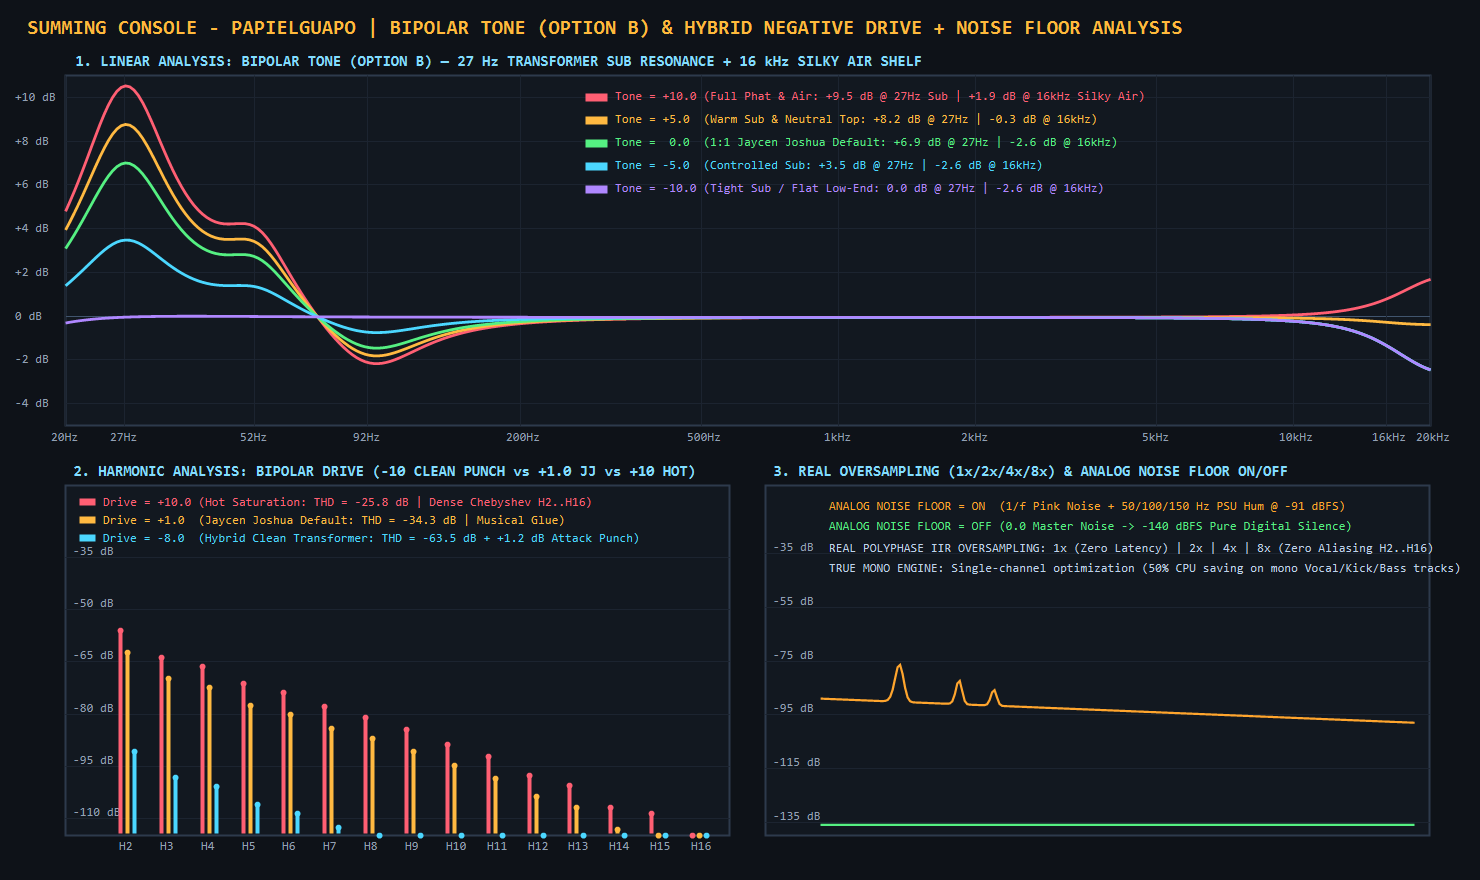 SUMMING CONSOLE - PAPIELGUAPO | BIPOLAR TONE (OPTION B) & HYBRID NEGATIVE DRIVE + NOISE FLOOR ANALYSIS
1. LINEAR ANALYSIS: BIPOLAR TONE (OPTION B) — 27 Hz TRANSFORMER SUB RESONANCE + 16 kHz SILKY AIR SHELF
+10 dB
+8 dB
+6 dB
+4 dB
+2 dB
0 dB
-2 dB
-4 dB
Tone = +10.0 (Full Phat & Air: +9.5 dB @ 27Hz Sub | +1.9 dB @ 16kHz Silky Air)
Tone = +5.0 (Warm Sub & Neutral Top: +8.2 dB @ 27Hz | -0.3 dB @ 16kHz)
Tone = 0.0 (1:1 Jaycen Joshua Default: +6.9 dB @ 27Hz | -2.6 dB @ 16kHz)
Tone = -5.0 (Controlled Sub: +3.5 dB @ 27Hz | -2.6 dB @ 16kHz)
Tone = -10.0 (Tight Sub / Flat Low-End: 0.0 dB @ 27Hz | -2.6 dB @ 16kHz)
20Hz 27Hz 52Hz 92Hz 200Hz 500Hz 1kHz 2kHz 5kHz 10kHz 16kHz 20kHz
2. HARMONIC ANALYSIS: BIPOLAR DRIVE (-10 CLEAN PUNCH vs +1.0 JJ vs +10 HOT)
Drive = +10.0 (Hot Saturation: THD = -25.8 dB | Dense Chebyshev H2..H16)
Drive = +1.0 (Jaycen Joshua Default: THD = -34.3 dB | Musical Glue)
Drive = -8.0 (Hybrid Clean Transformer: THD = -63.5 dB + +1.2 dB Attack Punch)
-35 dB
-50 dB
-65 dB
-80 dB
-95 dB
-110 dB
H2 H3 H4 H5 H6 H7 H8 H9 H10 H11 H12 H13 H14 H15 H16
3. REAL OVERSAMPLING (1x/2x/4x/8x) & ANALOG NOISE FLOOR ON/OFF
ANALOG NOISE FLOOR = ON (1/f Pink Noise + 50/100/150 Hz PSU Hum @ -91 dBFS)
ANALOG NOISE FLOOR = OFF (0.0 Master Noise -> -140 dBFS Pure Digital Silence)
REAL POLYPHASE IIR OVERSAMPLING: 1x (Zero Latency) | 2x | 4x | 8x (Zero Aliasing H2..H16)
TRUE MONO ENGINE: Single-channel optimization (50% CPU saving on mono Vocal/Kick/Bass tracks)
-35 dB
-55 dB
-75 dB
-95 dB
-115 dB
-135 dB